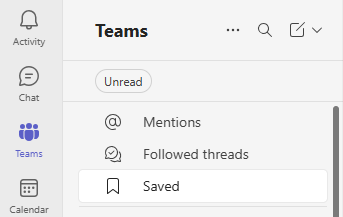 Activity
Chat
Teams
Calendar
Teams
Unread
Mentions
Followed threads
Saved